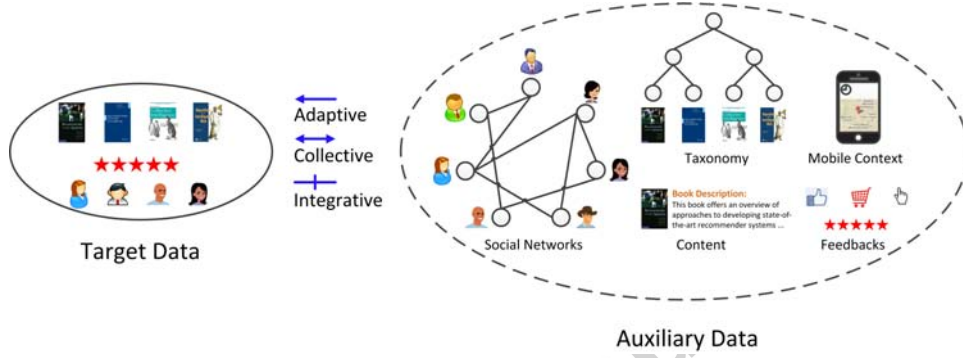 Adaptive
Collective
Integrative
Target Data
Social Networks
Taxonomy
Mobile Context
Book Description:
This book offers an overview of
approaches to developing state-of-
the-art recommender systems ...
Content
Feedbacks
Auxiliary Data